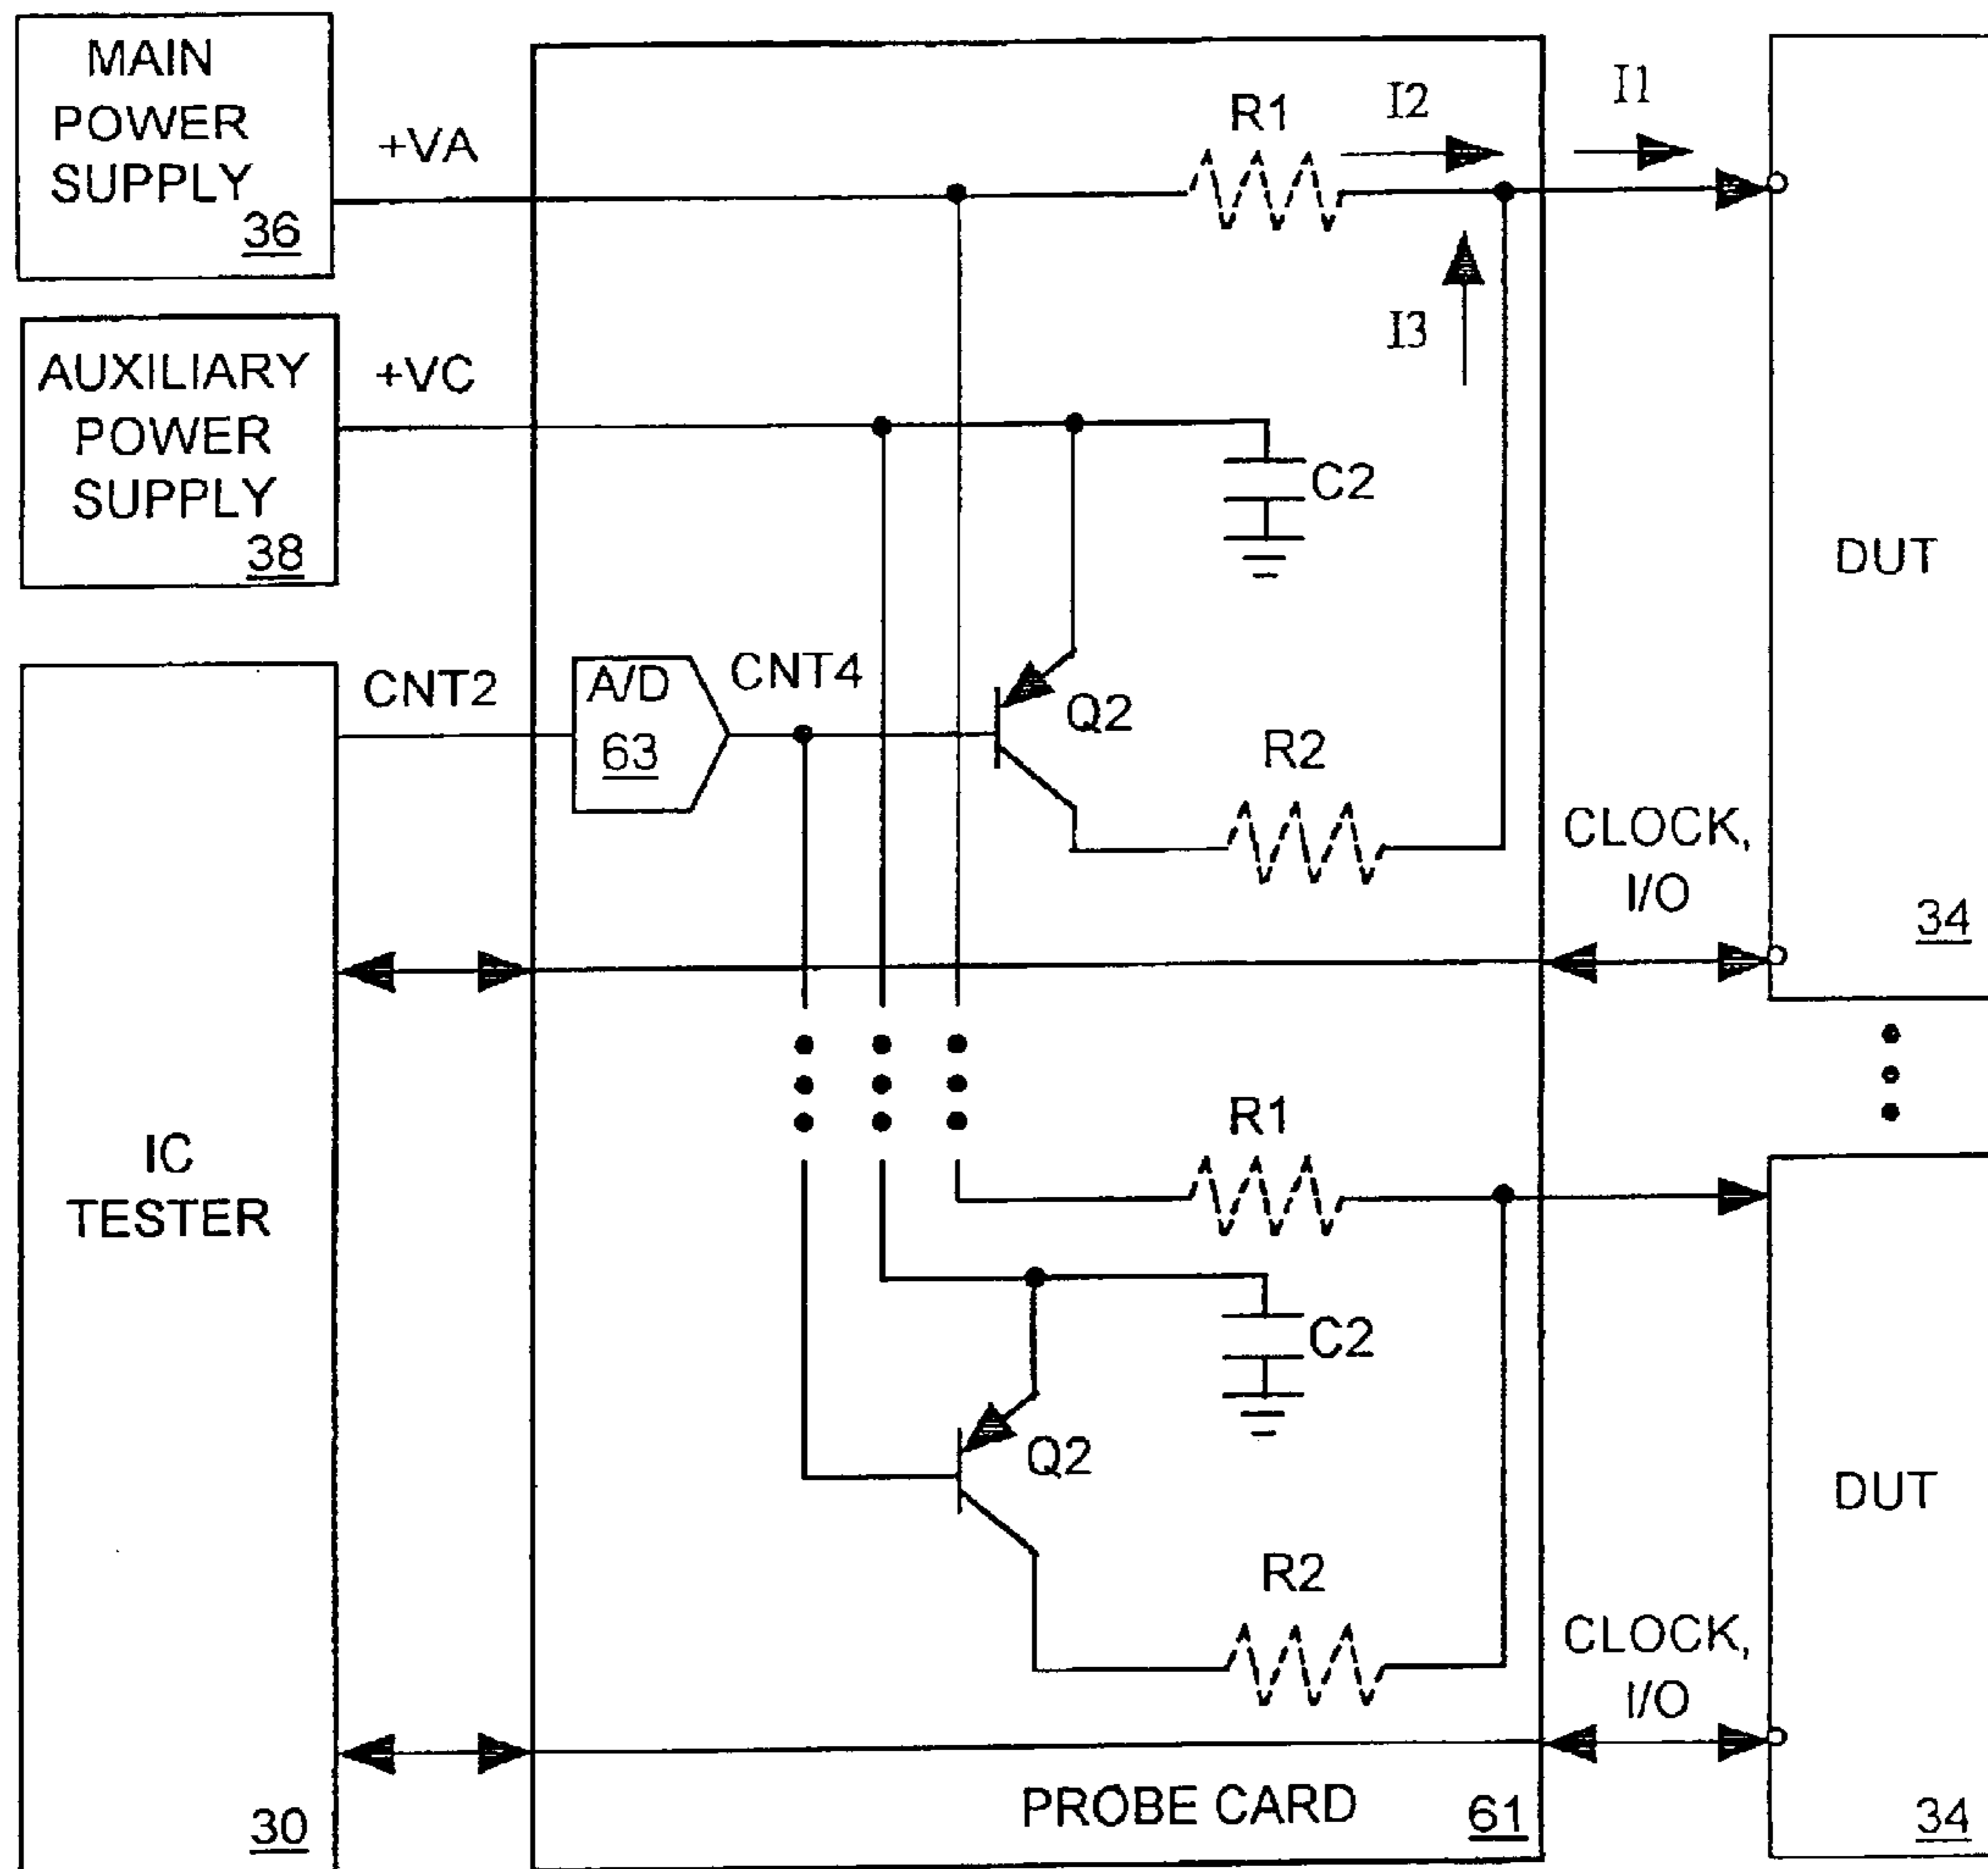 MAIN
POWER
SUPPLY
36
+VA
R1
I2
I1
AUXILIARY
POWER
SUPPLY
38
+VC
I3
C2
DUT
CNT2
A/D
63
CNT4
Q2
R2
CLOCK,
I/O
34
IC
TESTER
30
R1
C2
Q2
DUT
R2
CLOCK,
I/O
PROBE CARD
61
34